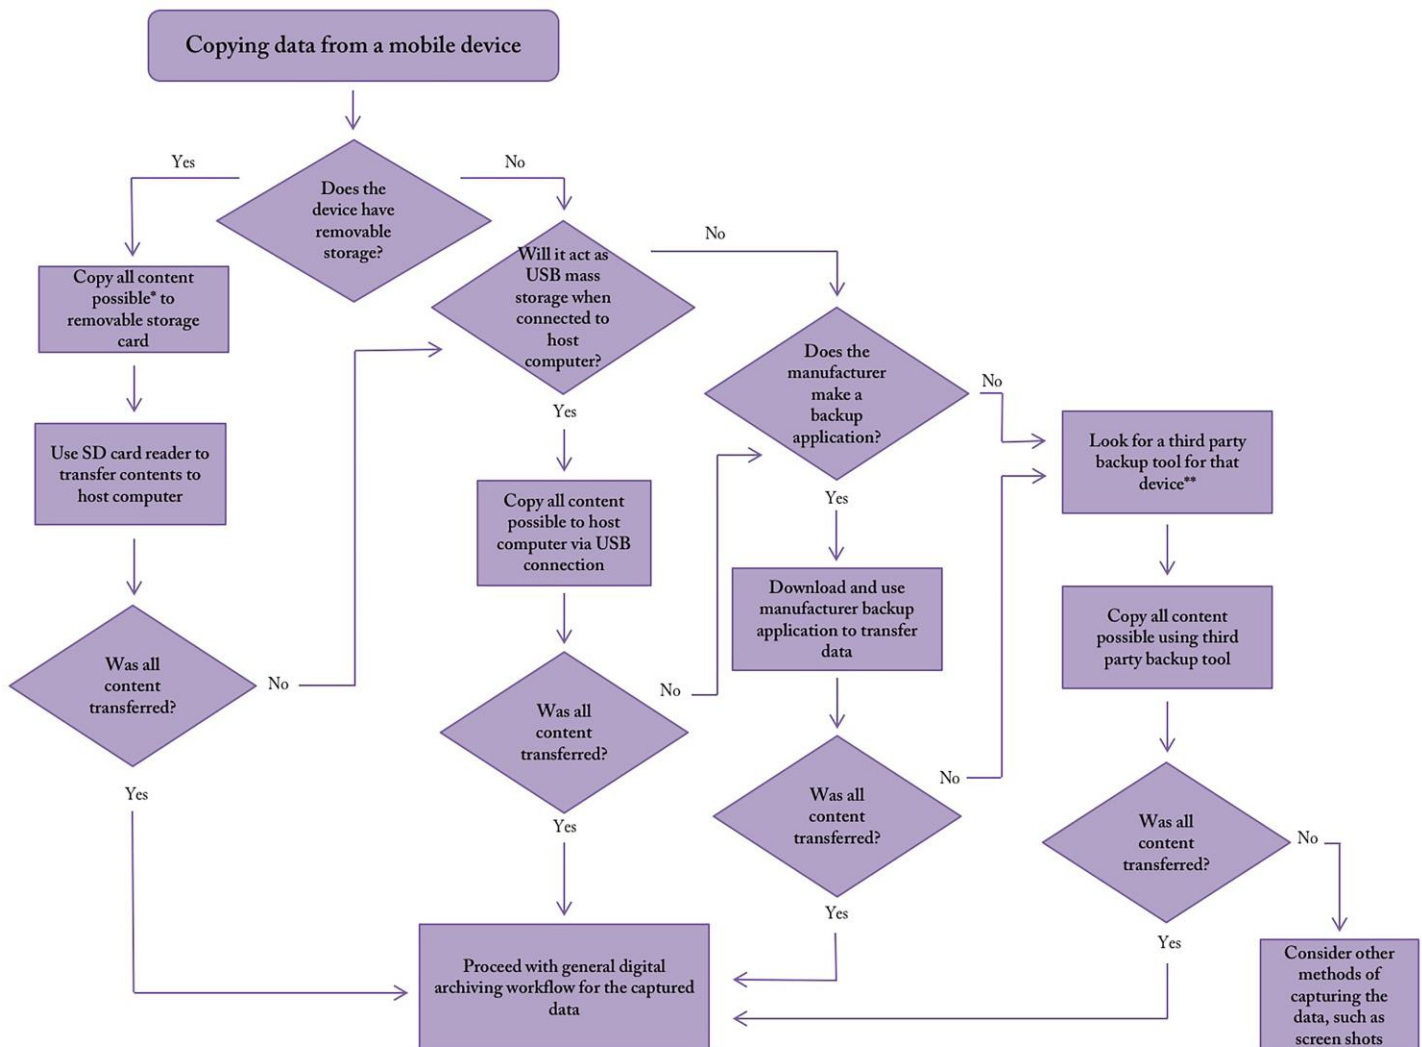 Copying data from a mobile device
Yes
No
Does the
device have
removable
storage?
No
Will it act as
USB mass
storage when
connected to
host
computer?
Copy all content
possible* to
removable storage
card
Does the
manufacturer
make a
backup
application?
No
Yes
Look for a third party
backup tool for that
device**
Use SD card reader to
transfer contents to
host computer
Yes
Copy all content
possible to host
computer via USB
connection
Download and use
manufacturer backup
application to transfer
data
Copy all content
possible using third
party backup tool
Was all
content
transferred?
No
Was all
content
transferred?
No
Was all
content
transferred?
No
Was all
content
transferred?
No
Yes
Yes
Yes
Yes
Proceed with general digital
archiving workflow for the captured
data
Consider other
methods of
capturing the
data, such as
screen shots